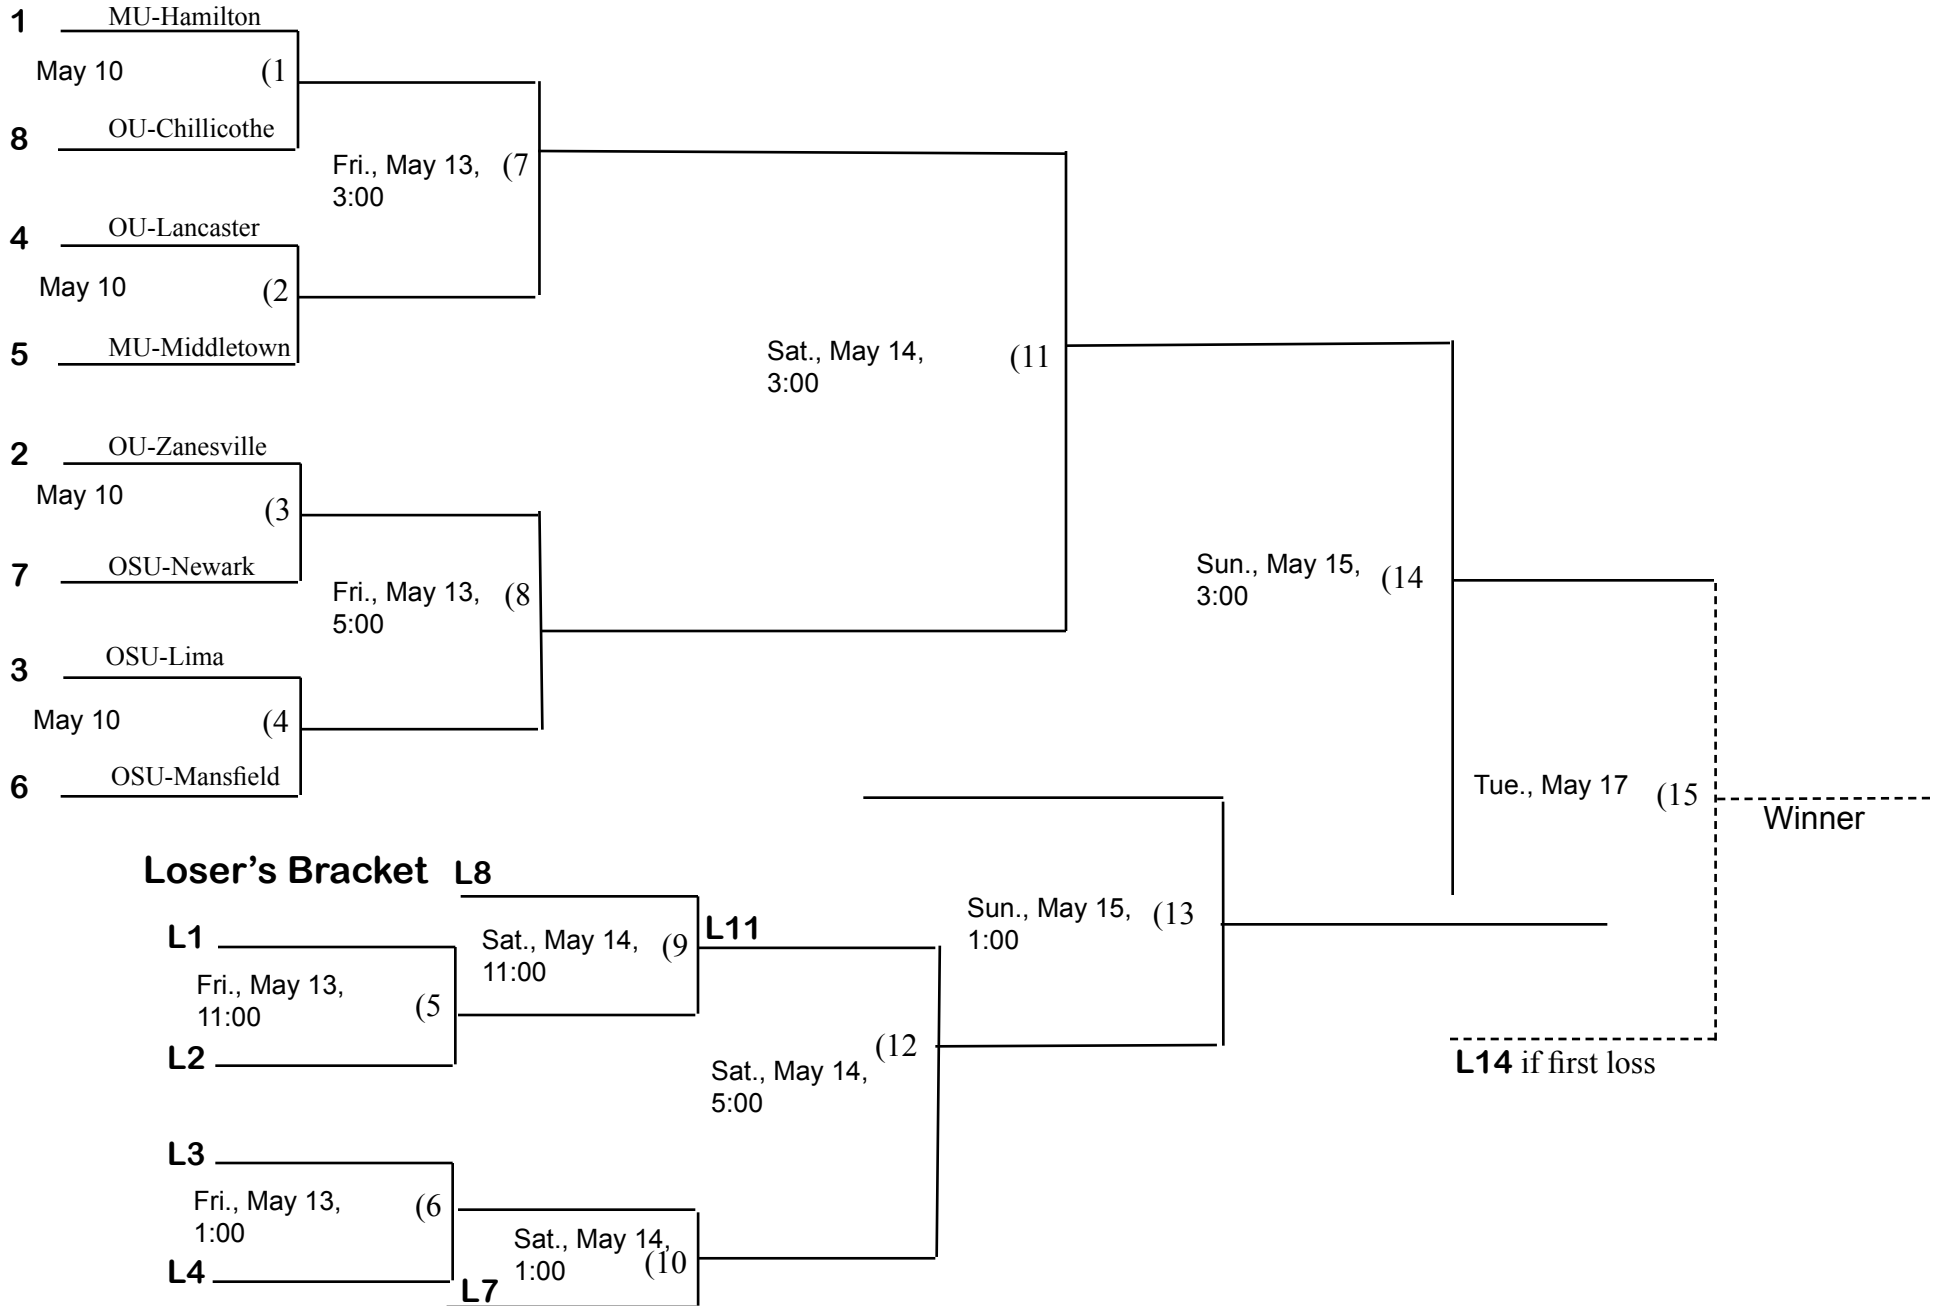 1 MU-Hamilton
May 10 (1
8 OU-Chillicothe
Fri., May 13, (7
3:00
4 OU-Lancaster
May 10 (2
5 MU-Middletown
Sat., May 14, (11
3:00
2 OU-Zanesville
May 10 (3
7 OSU-Newark
Fri., May 13, (8
5:00
Sun., May 15, (14
3:00
3 OSU-Lima
May 10 (4
6 OSU-Mansfield
Tue., May 17 (15
Winner
Loser's Bracket L8
L1
Sat., May 14, (9
11:00
L11
Sun., May 15, (13
1:00
Fri., May 13, (5
11:00
L2
Sat., May 14, (12
5:00
L14 if first loss
L3
Fri., May 13, (6
1:00
Sat., May 14, (10
1:00
L4
L7